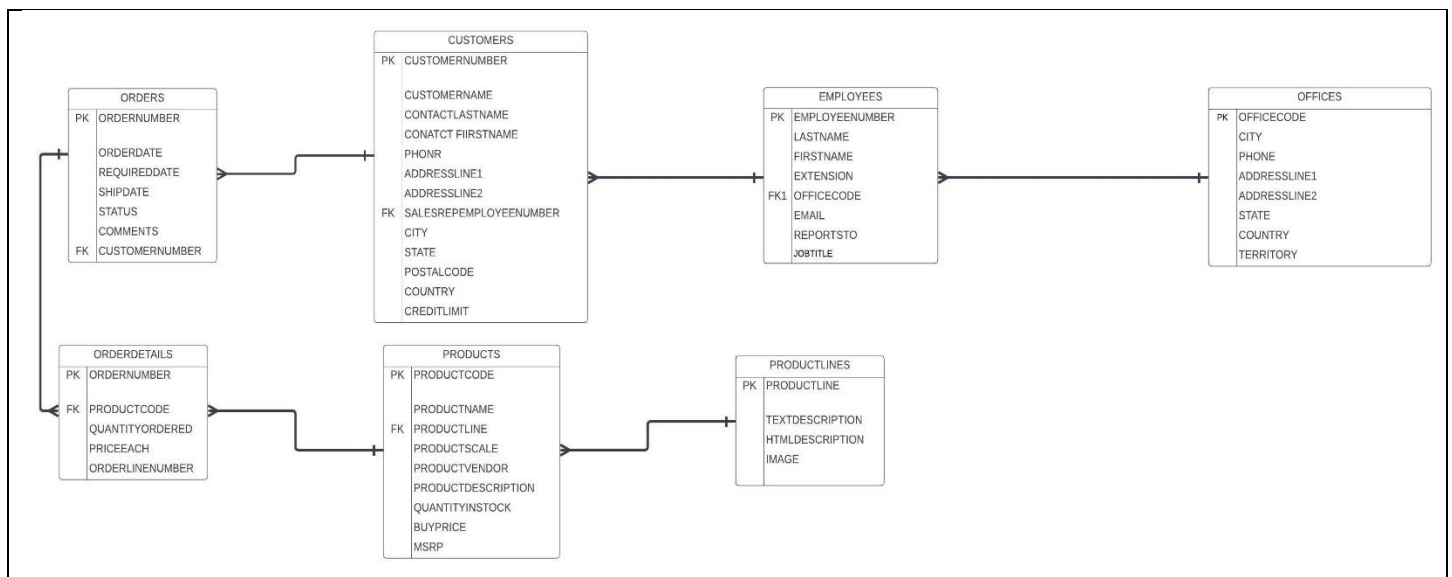 CUSTOMERS
PK CUSTOMERNUMBER
CUSTOMERNAME
CONTACTLASTNAME
CONATCT FIIRSTNAME
PHONR
ADDRESSLINE1
ADDRESSLINE2
FK SALESREPEMPLOYEENUMBER
CITY
STATE
POSTALCODE
COUNTRY
CREDITLIMIT
ORDERS
PK ORDERNUMBER
ORDERDATE
REQUIREDDATE
SHIPDATE
STATUS
COMMENTS
FK CUSTOMERNUMBER
EMPLOYEES
PK EMPLOYEENUMBER
LASTNAME
FIRSTNAME
EXTENSION
FK1 OFFICECODE
EMAIL
REPORTSTO
JOBTITLE
OFFICES
PK OFFICECODE
CITY
PHONE
ADDRESSLINE1
ADDRESSLINE2
STATE
COUNTRY
TERRITORY
ORDERDETAILS
PK ORDERNUMBER
FK PRODUCTCODE
QUANTITYORDERED
PRICEEACH
ORDERLINENUMBER
PRODUCTS
PK PRODUCTCODE
PRODUCTNAME
FK PRODUCTLINE
PRODUCTSCALE
PRODUCTVENDOR
PRODUCTDESCRIPTION
QUANTITYINSTOCK
BUYPRICE
MSRP
PRODUCTLINES
PK PRODUCTLINE
TEXTDESCRIPTION
HTMLDESCRIPTION
IMAGE